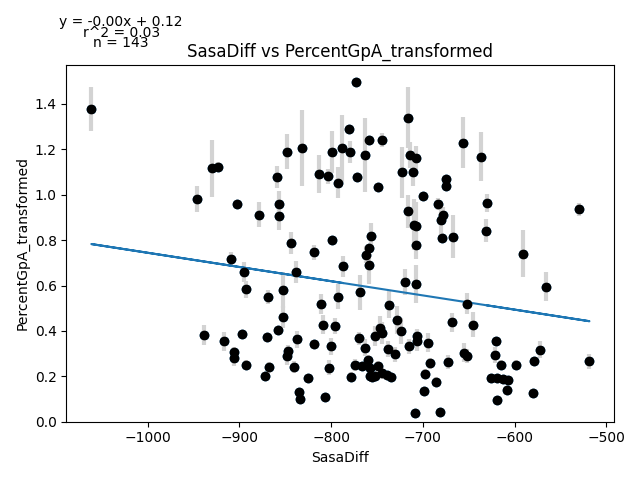 y = -0.00x + 0.12
r^2 = 0.03
n = 143
SasaDiff vs PercentGpA_transformed
PercentGpA_transformed
1.4
1.2
1.0
0.8
0.6
0.4
0.2
0.0
−1000 −900 −800 −700 −600 −500
SasaDiff